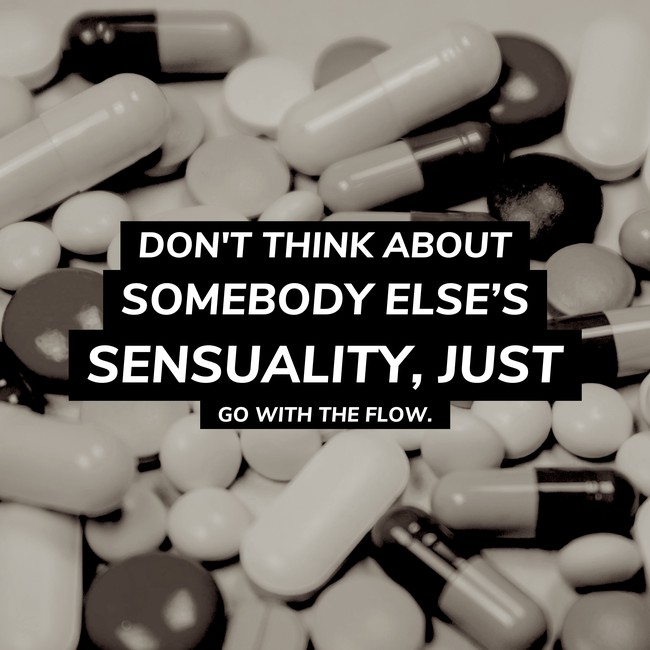 DON'T THINK ABOUT
SOMEBODY ELSE’S
SENSUALITY, JUST
GO WITH THE FLOW.